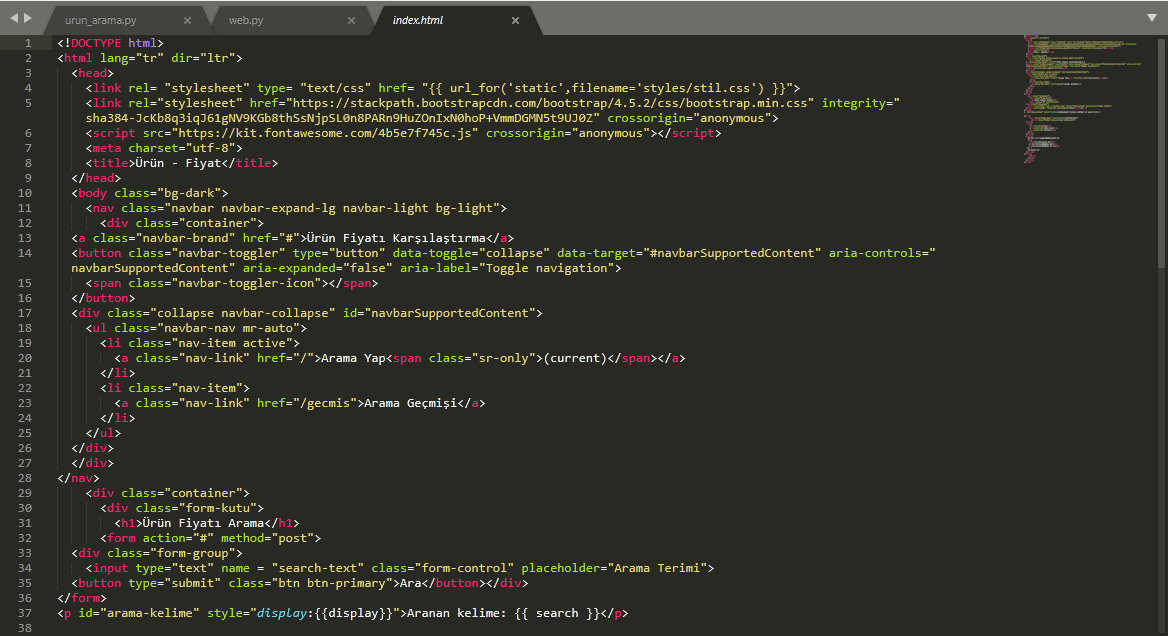 urun_arama.py × web.py × index.html ×
1 <!DOCTYPE html>
2 <html lang="tr" dir="ltr">
3 <head>
4 <link rel= "stylesheet" type= "text/css" href= "{{ url_for('static',filename='styles/stil.css') }}">
5 <link rel="stylesheet" href="https://stackpath.bootstrapcdn.com/bootstrap/4.5.2/css/bootstrap.min.css" integrity="
sha384-JcKb8q3iqJ61gNV9KGb8thSsNjpSL0n8PARn9HuZOnIxN0hoP+VmmDGMN5t9UJ0Z" crossorigin="anonymous">
6 <script src="https://kit.fontawesome.com/4b5e7f745c.js" crossorigin="anonymous"></script>
7 <meta charset="utf-8">
8 <title>Ürün - Fiyat</title>
9 </head>
10 <body class="bg-dark">
11 <nav class="navbar navbar-expand-lg navbar-light bg-light">
12 <div class="container">
13 <a class="navbar-brand" href="#">Ürün Fiyatı Karşılaştırma</a>
14 <button class="navbar-toggler" type="button" data-toggle="collapse" data-target="#navbarSupportedContent" aria-controls="
navbarSupportedContent" aria-expanded="false" aria-label="Toggle navigation">
15 <span class="navbar-toggler-icon"></span>
16 </button>
17 <div class="collapse navbar-collapse" id="navbarSupportedContent">
18 <ul class="navbar-nav mr-auto">
19 <li class="nav-item active">
20 <a class="nav-link" href="/">Arama Yap<span class="sr-only">(current)</span></a>
21 </li>
22 <li class="nav-item">
23 <a class="nav-link" href="/gecmis">Arama Geçmişi</a>
24 </li>
25 </ul>
26 </div>
27 </div>
28 </nav>
29 <div class="container">
30 <div class="form-kutu">
31 <h1>Ürün Fiyatı Arama</h1>
32 <form action="#" method="post">
33 <div class="form-group">
34 <input type="text" name = "search-text" class="form-control" placeholder="Arama Terimi">
35 <button type="submit" class="btn btn-primary">Ara</button></div>
36 </form>
37 <p id="arama-kelime" style="display:{{display}}">Aranan kelime: {{ search }}</p>
38